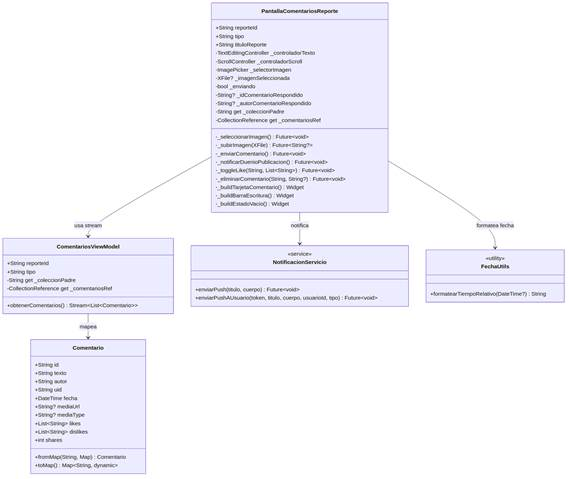 PantallaComentariosReporte
+String reporteId
+String tipo
+String tituloReporte
-TextEditingController _controladorTexto
-ScrollController _controladorScroll
-ImagePicker _selectorImagen
-XFile? _imagenSeleccionada
-bool _enviando
-String? _idComentarioRespondido
-String? _autorComentarioRespondido
-String get _coleccionPadre
-CollectionReference get _comentariosRef
-_seleccionarImagen() : Future<void>
-_subirImagen(XFile) : Future<String?>
-_enviarComentario() : Future<void>
-_notificarDuenioPublicacion() : Future<void>
-_toggleLike(String, List<String>) : Future<void>
-_eliminarComentario(String, String?) : Future<void>
-_buildTarjetaComentario() : Widget
-_buildBarraEscritura() : Widget
-_buildEstadoVacio() : Widget
usa stream
notifica
formatea fecha
ComentariosViewModel
+String reporteId
+String tipo
-String get _coleccionPadre
-CollectionReference get _comentariosRef
+obtenerComentarios() : Stream<List<Comentario>>
«service»
NotificacionServicio
+enviarPush(titulo, cuerpo) : Future<void>
+enviarPushAUsuario(token, titulo, cuerpo, usuarioId, tipo) : Future<void>
«utility»
FechaUtils
+formatearTiempoRelativo(DateTime?) : String
mapea
Comentario
+String id
+String texto
+String autor
+String uid
+DateTime fecha
+String? mediaUrl
+String? mediaType
+List<String> likes
+List<String> dislikes
+int shares
+fromMap(String, Map) : Comentario
+toMap() : Map<String, dynamic>